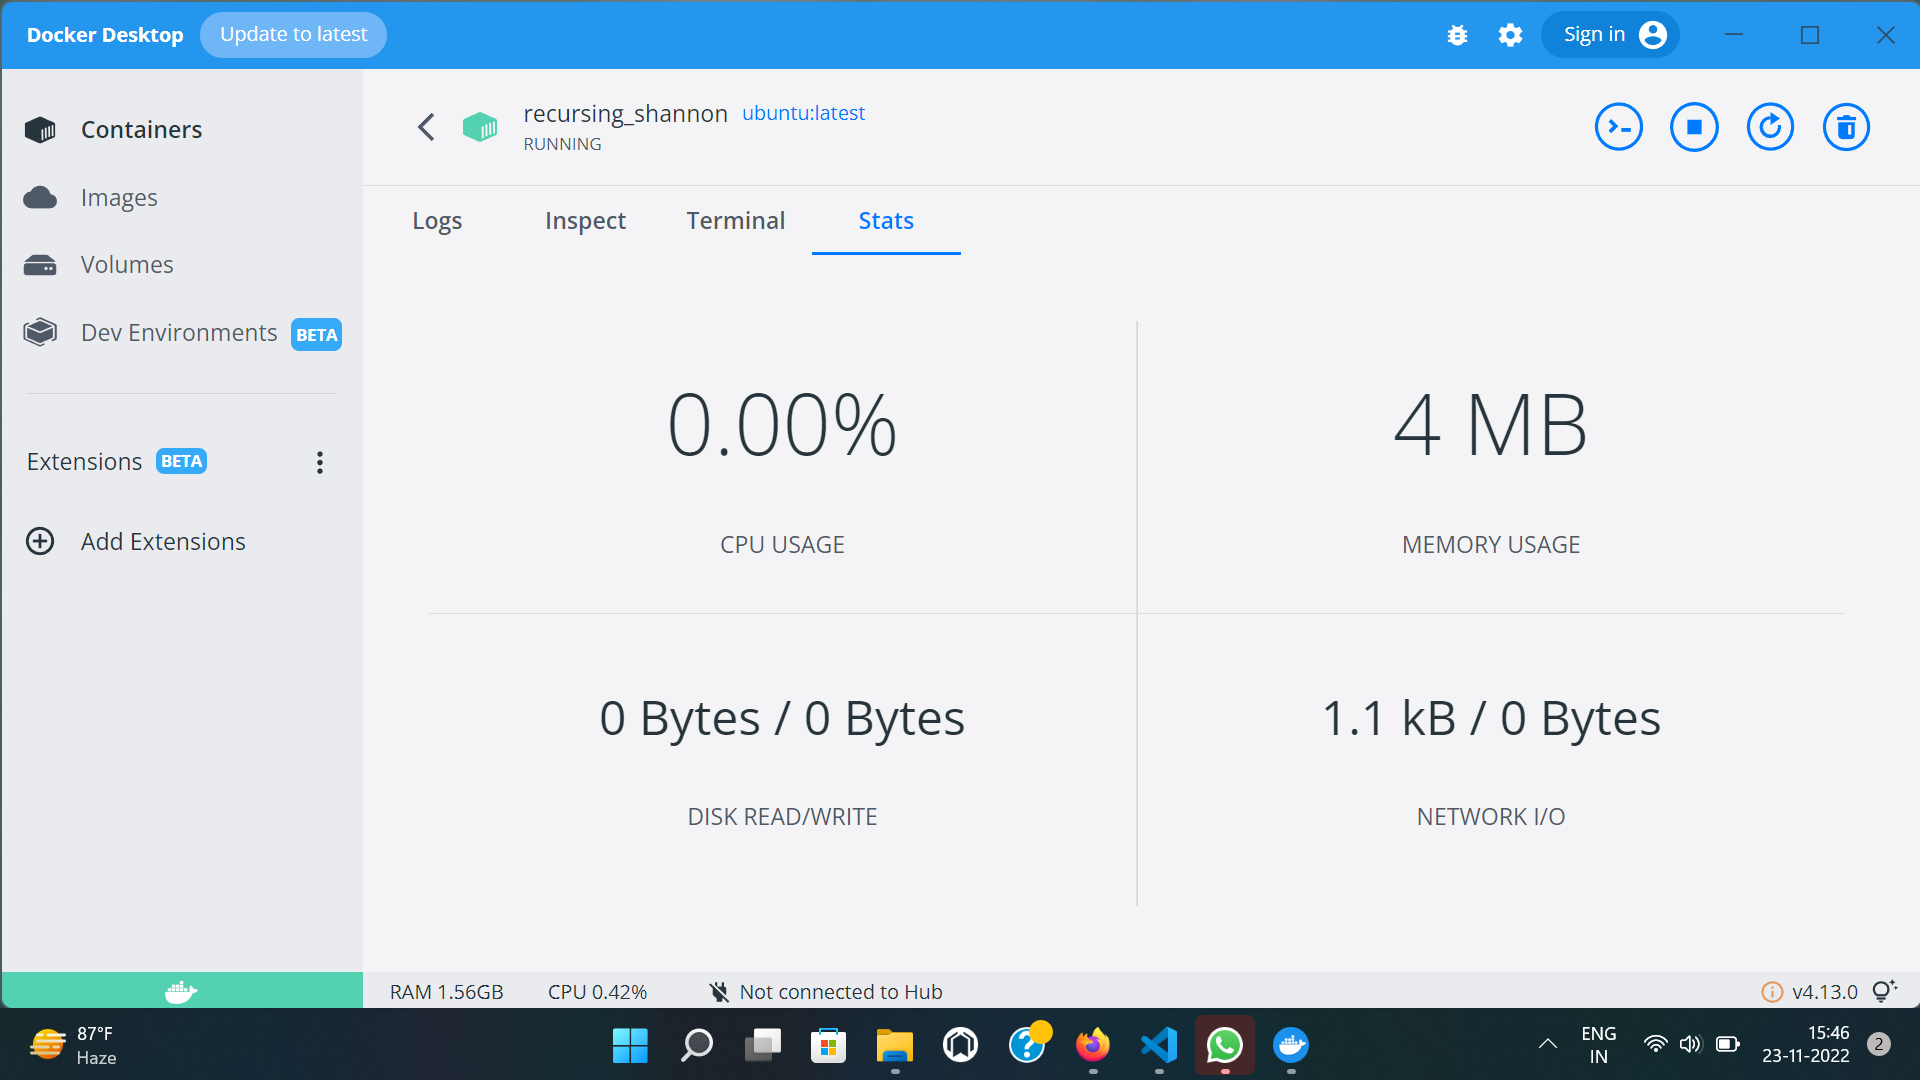 Docker Desktop
Update to latest
Sign in
Containers
Images
Volumes
Dev Environments BETA
Extensions BETA
Add Extensions
recursing_shannon ubuntu:latest
RUNNING
Logs Inspect Terminal Stats
0.00%
CPU USAGE
4 MB
MEMORY USAGE
0 Bytes / 0 Bytes
DISK READ/WRITE
1.1 kB / 0 Bytes
NETWORK I/O
RAM 1.56GB CPU 0.42% Not connected to Hub
v4.13.0
87°F
Haze
ENG
IN
15:46
23-11-2022
2